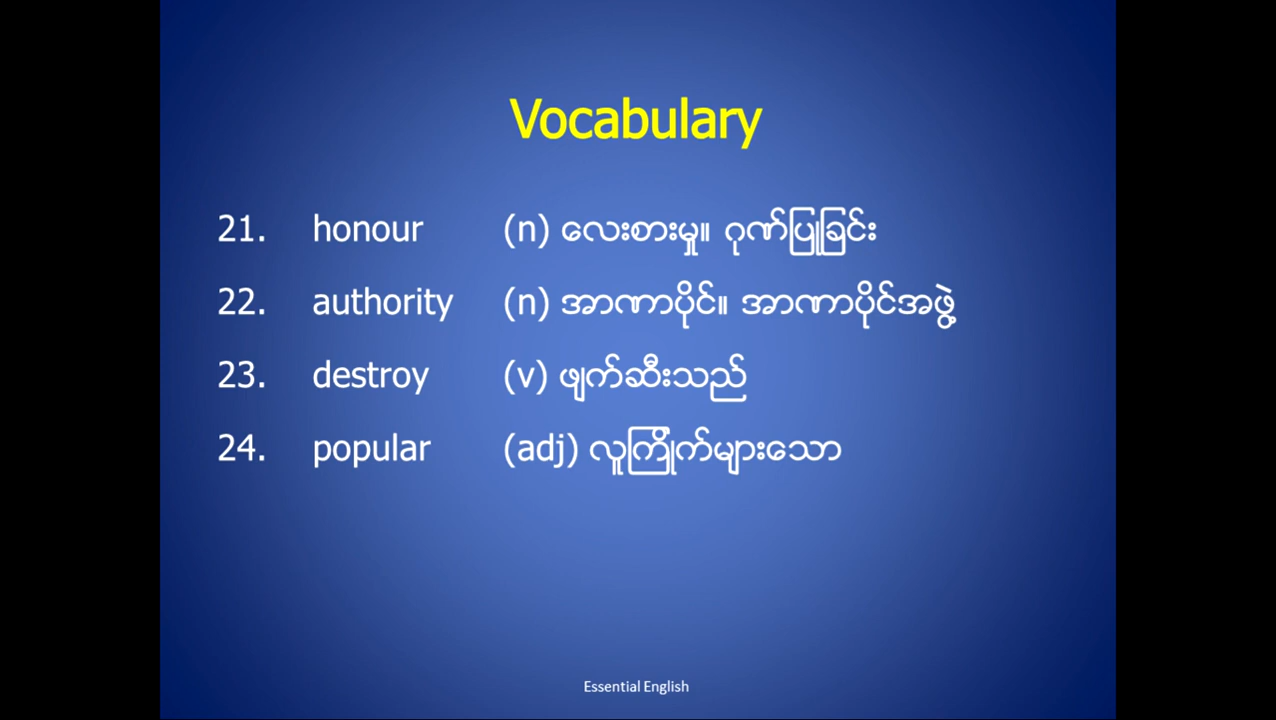 Vocabulary
21. honour (n) လေးစားမှု။ ဂုဏ်ပြုခြင်း
22. authority (n) အာဏာပိုင်။ အာဏာပိုင်အဖွဲ့
23. destroy (v) ဖျက်ဆီးသည်
24. popular (adj) လူကြိုက်များသော
Essential English